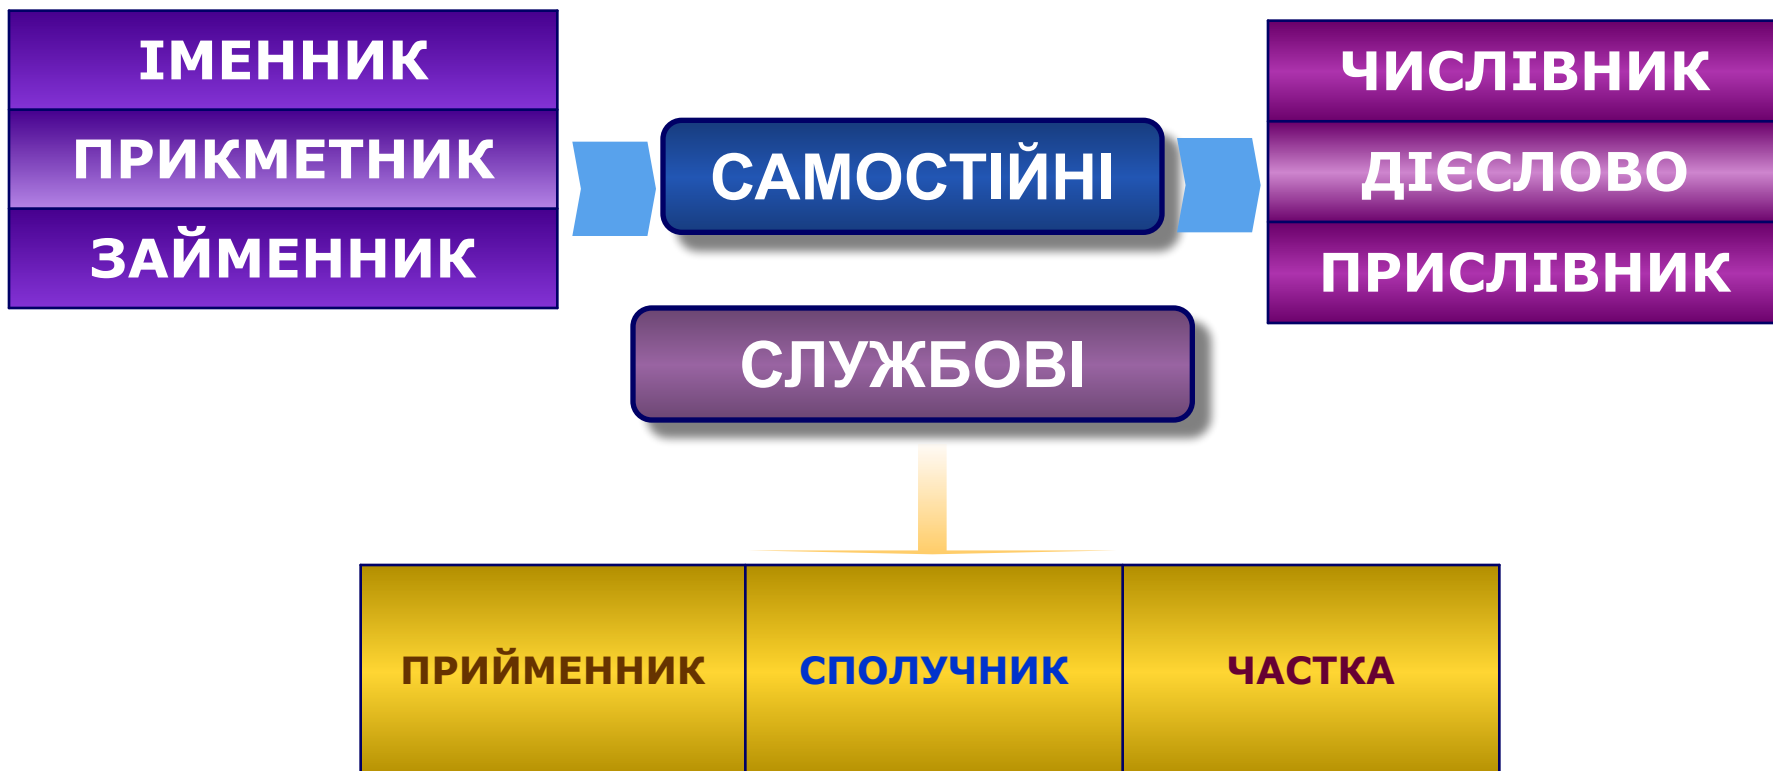 ІМЕННИК
ПРИКМЕТНИК
ЗАЙМЕННИК
САМОСТІЙНІ
ЧИСЛІВНИК
ДІЄСЛОВО
ПРИСЛІВНИК
СЛУЖБОВІ
ПРИЙМЕННИК
СПОЛУЧНИК
ЧАСТКА